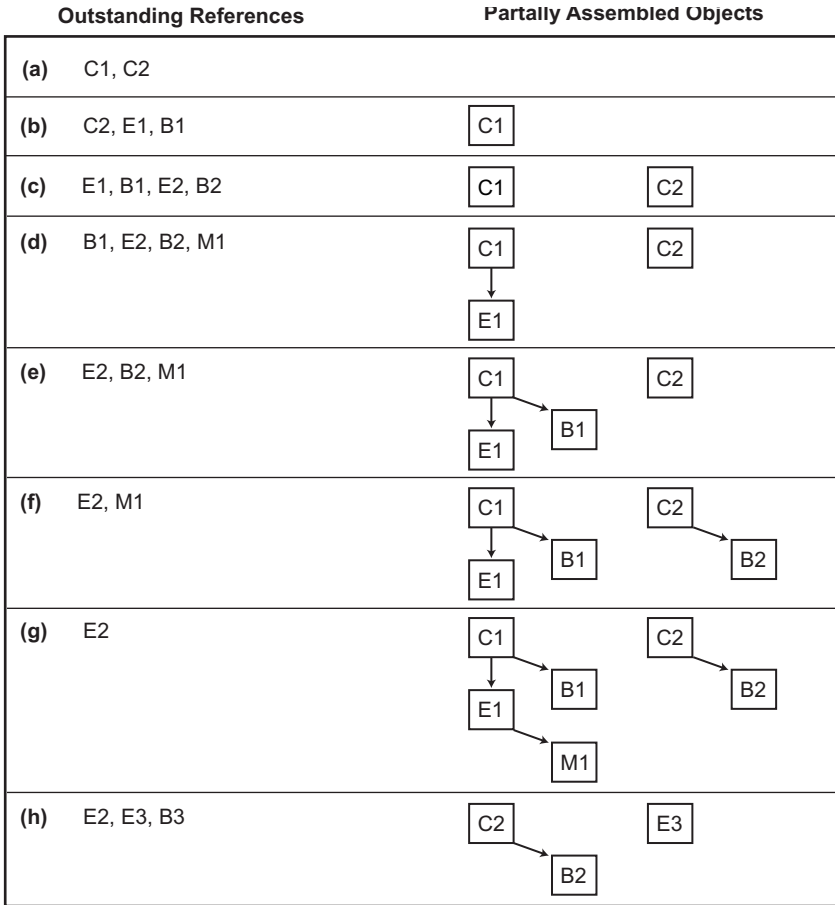 Outstanding References Partially Assembled Objects
(a) C1, C2
(b) C2, E1, B1 C1
(c) E1, B1, E2, B2 C1 C2
(d) B1, E2, B2, M1 C1 C2
E1
(e) E2, B2, M1 C1 C2
B1
E1
(f) E2, M1 C1 C2
B1 B2
E1
(g) E2 C1 C2
B1 B2
E1
M1
(h) E2, E3, B3 C2 E3
B2